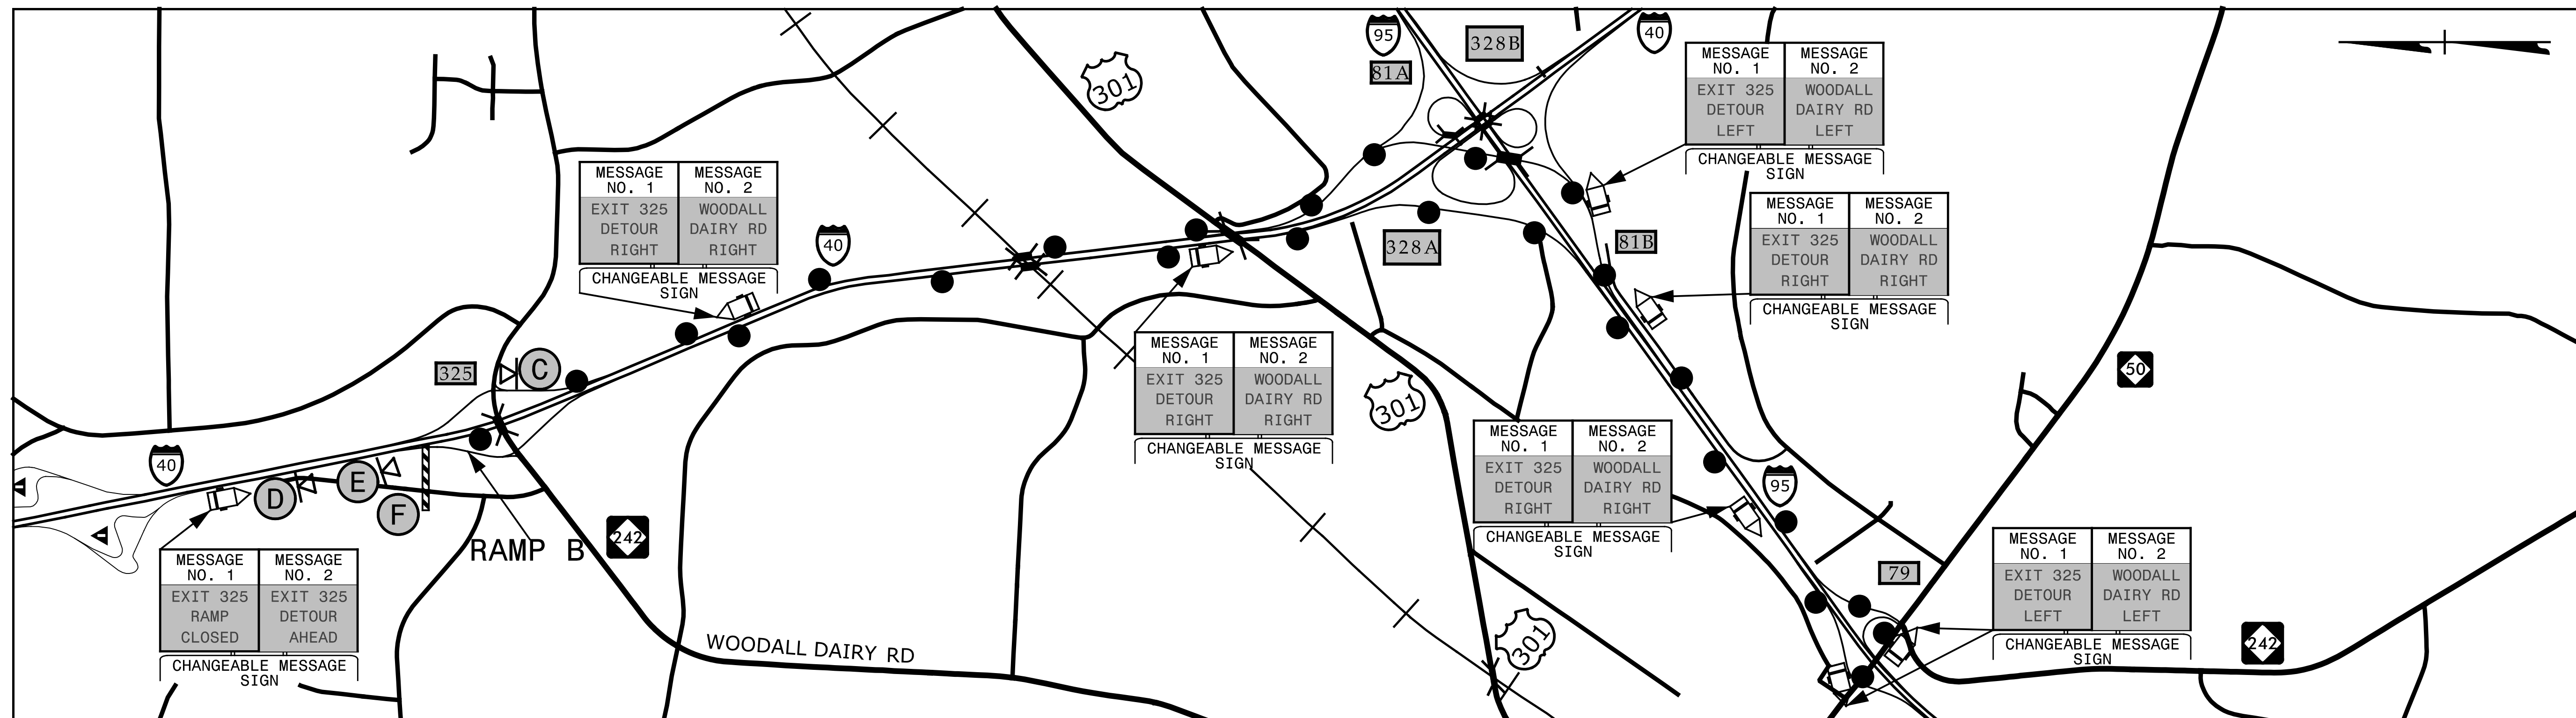 301
95
81A
328B
40
MESSAGE NO. 1
EXIT 325
DETOUR
LEFT
MESSAGE NO. 2
WOODALL
DAIRY RD
LEFT
CHANGEABLE MESSAGE
SIGN
MESSAGE NO. 1
EXIT 325
DETOUR
RIGHT
MESSAGE NO. 2
WOODALL
DAIRY RD
RIGHT
CHANGEABLE MESSAGE
SIGN
40
328A
81B
MESSAGE NO. 1
EXIT 325
DETOUR
RIGHT
MESSAGE NO. 2
WOODALL
DAIRY RD
RIGHT
CHANGEABLE MESSAGE
SIGN
325
C
MESSAGE NO. 1
EXIT 325
DETOUR
RIGHT
MESSAGE NO. 2
WOODALL
DAIRY RD
RIGHT
CHANGEABLE MESSAGE
SIGN
301
50
40
D
E
F
RAMP B
242
MESSAGE NO. 1
EXIT 325
DETOUR
RIGHT
MESSAGE NO. 2
WOODALL
DAIRY RD
RIGHT
CHANGEABLE MESSAGE
SIGN
95
79
MESSAGE NO. 1
EXIT 325
RAMP
CLOSED
MESSAGE NO. 2
EXIT 325
DETOUR
AHEAD
CHANGEABLE MESSAGE
SIGN
WOODALL DAIRY RD
301
MESSAGE NO. 1
EXIT 325
DETOUR
LEFT
MESSAGE NO. 2
WOODALL
DAIRY RD
LEFT
CHANGEABLE MESSAGE
SIGN
242